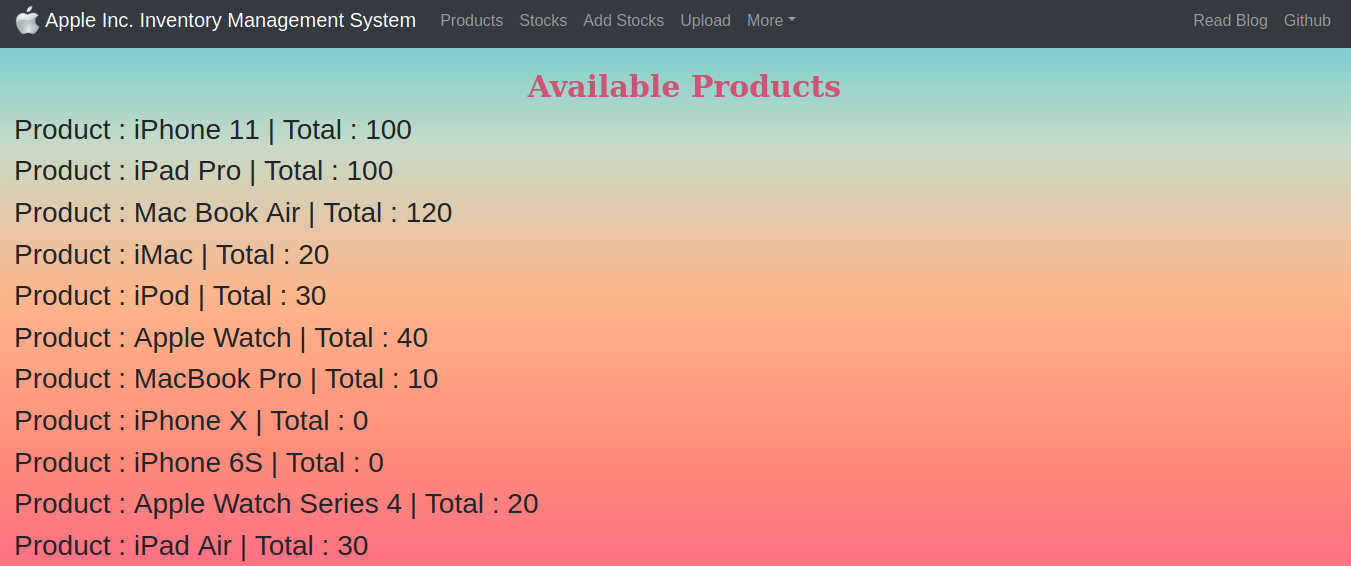 Apple Inc. Inventory Management System Products Stocks Add Stocks Upload More Read Blog Github
Available Products
Product : iPhone 11 | Total : 100
Product : iPad Pro | Total : 100
Product : Mac Book Air | Total : 120
Product : iMac | Total : 20
Product : iPod | Total : 30
Product : Apple Watch | Total : 40
Product : MacBook Pro | Total : 10
Product : iPhone X | Total : 0
Product : iPhone 6S | Total : 0
Product : Apple Watch Series 4 | Total : 20
Product : iPad Air | Total : 30